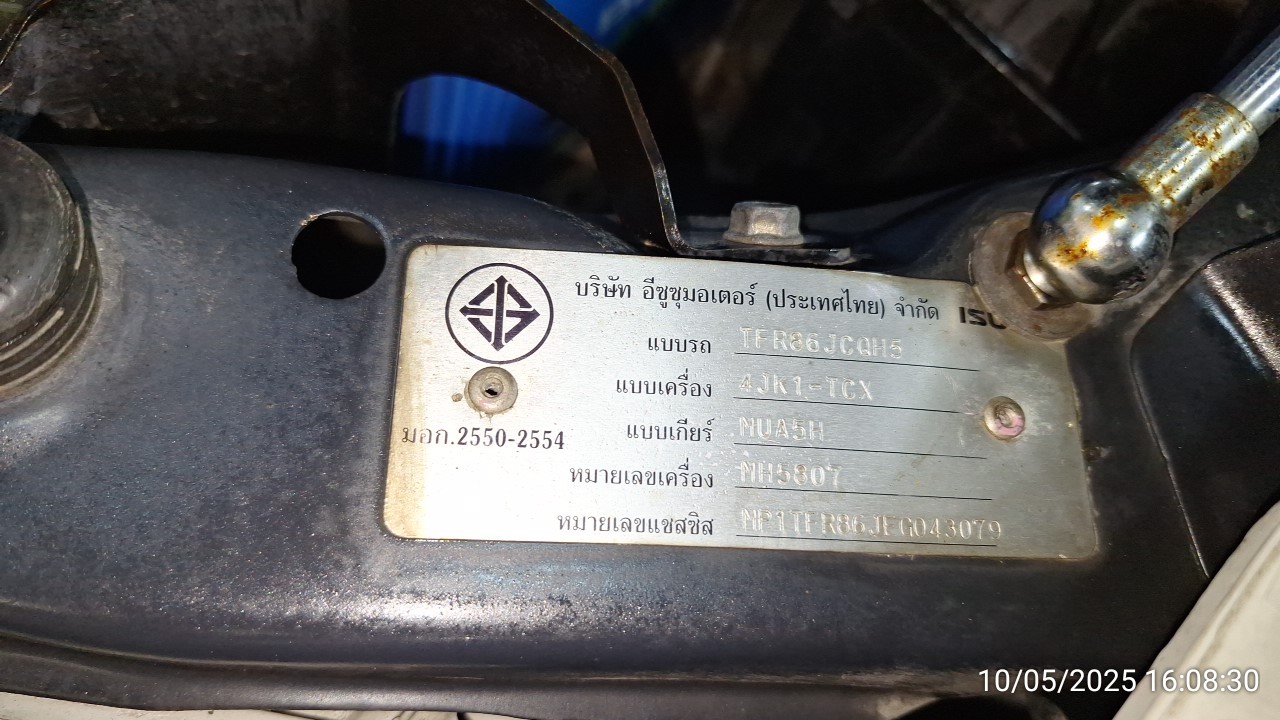 บริษัท อีซูซุมอเตอร์ (ประเทศไทย) จำกัด
แบบรถ TFR86JCQH5
แบบเครื่อง 4JK1-TCX
แบบเกียร์ MUA5H
มอก.2550-2554
หมายเลขเครื่อง MH5807
หมายเลขแชสซิส MP1TFR86JEG043079
10/05/2025 16:08:30